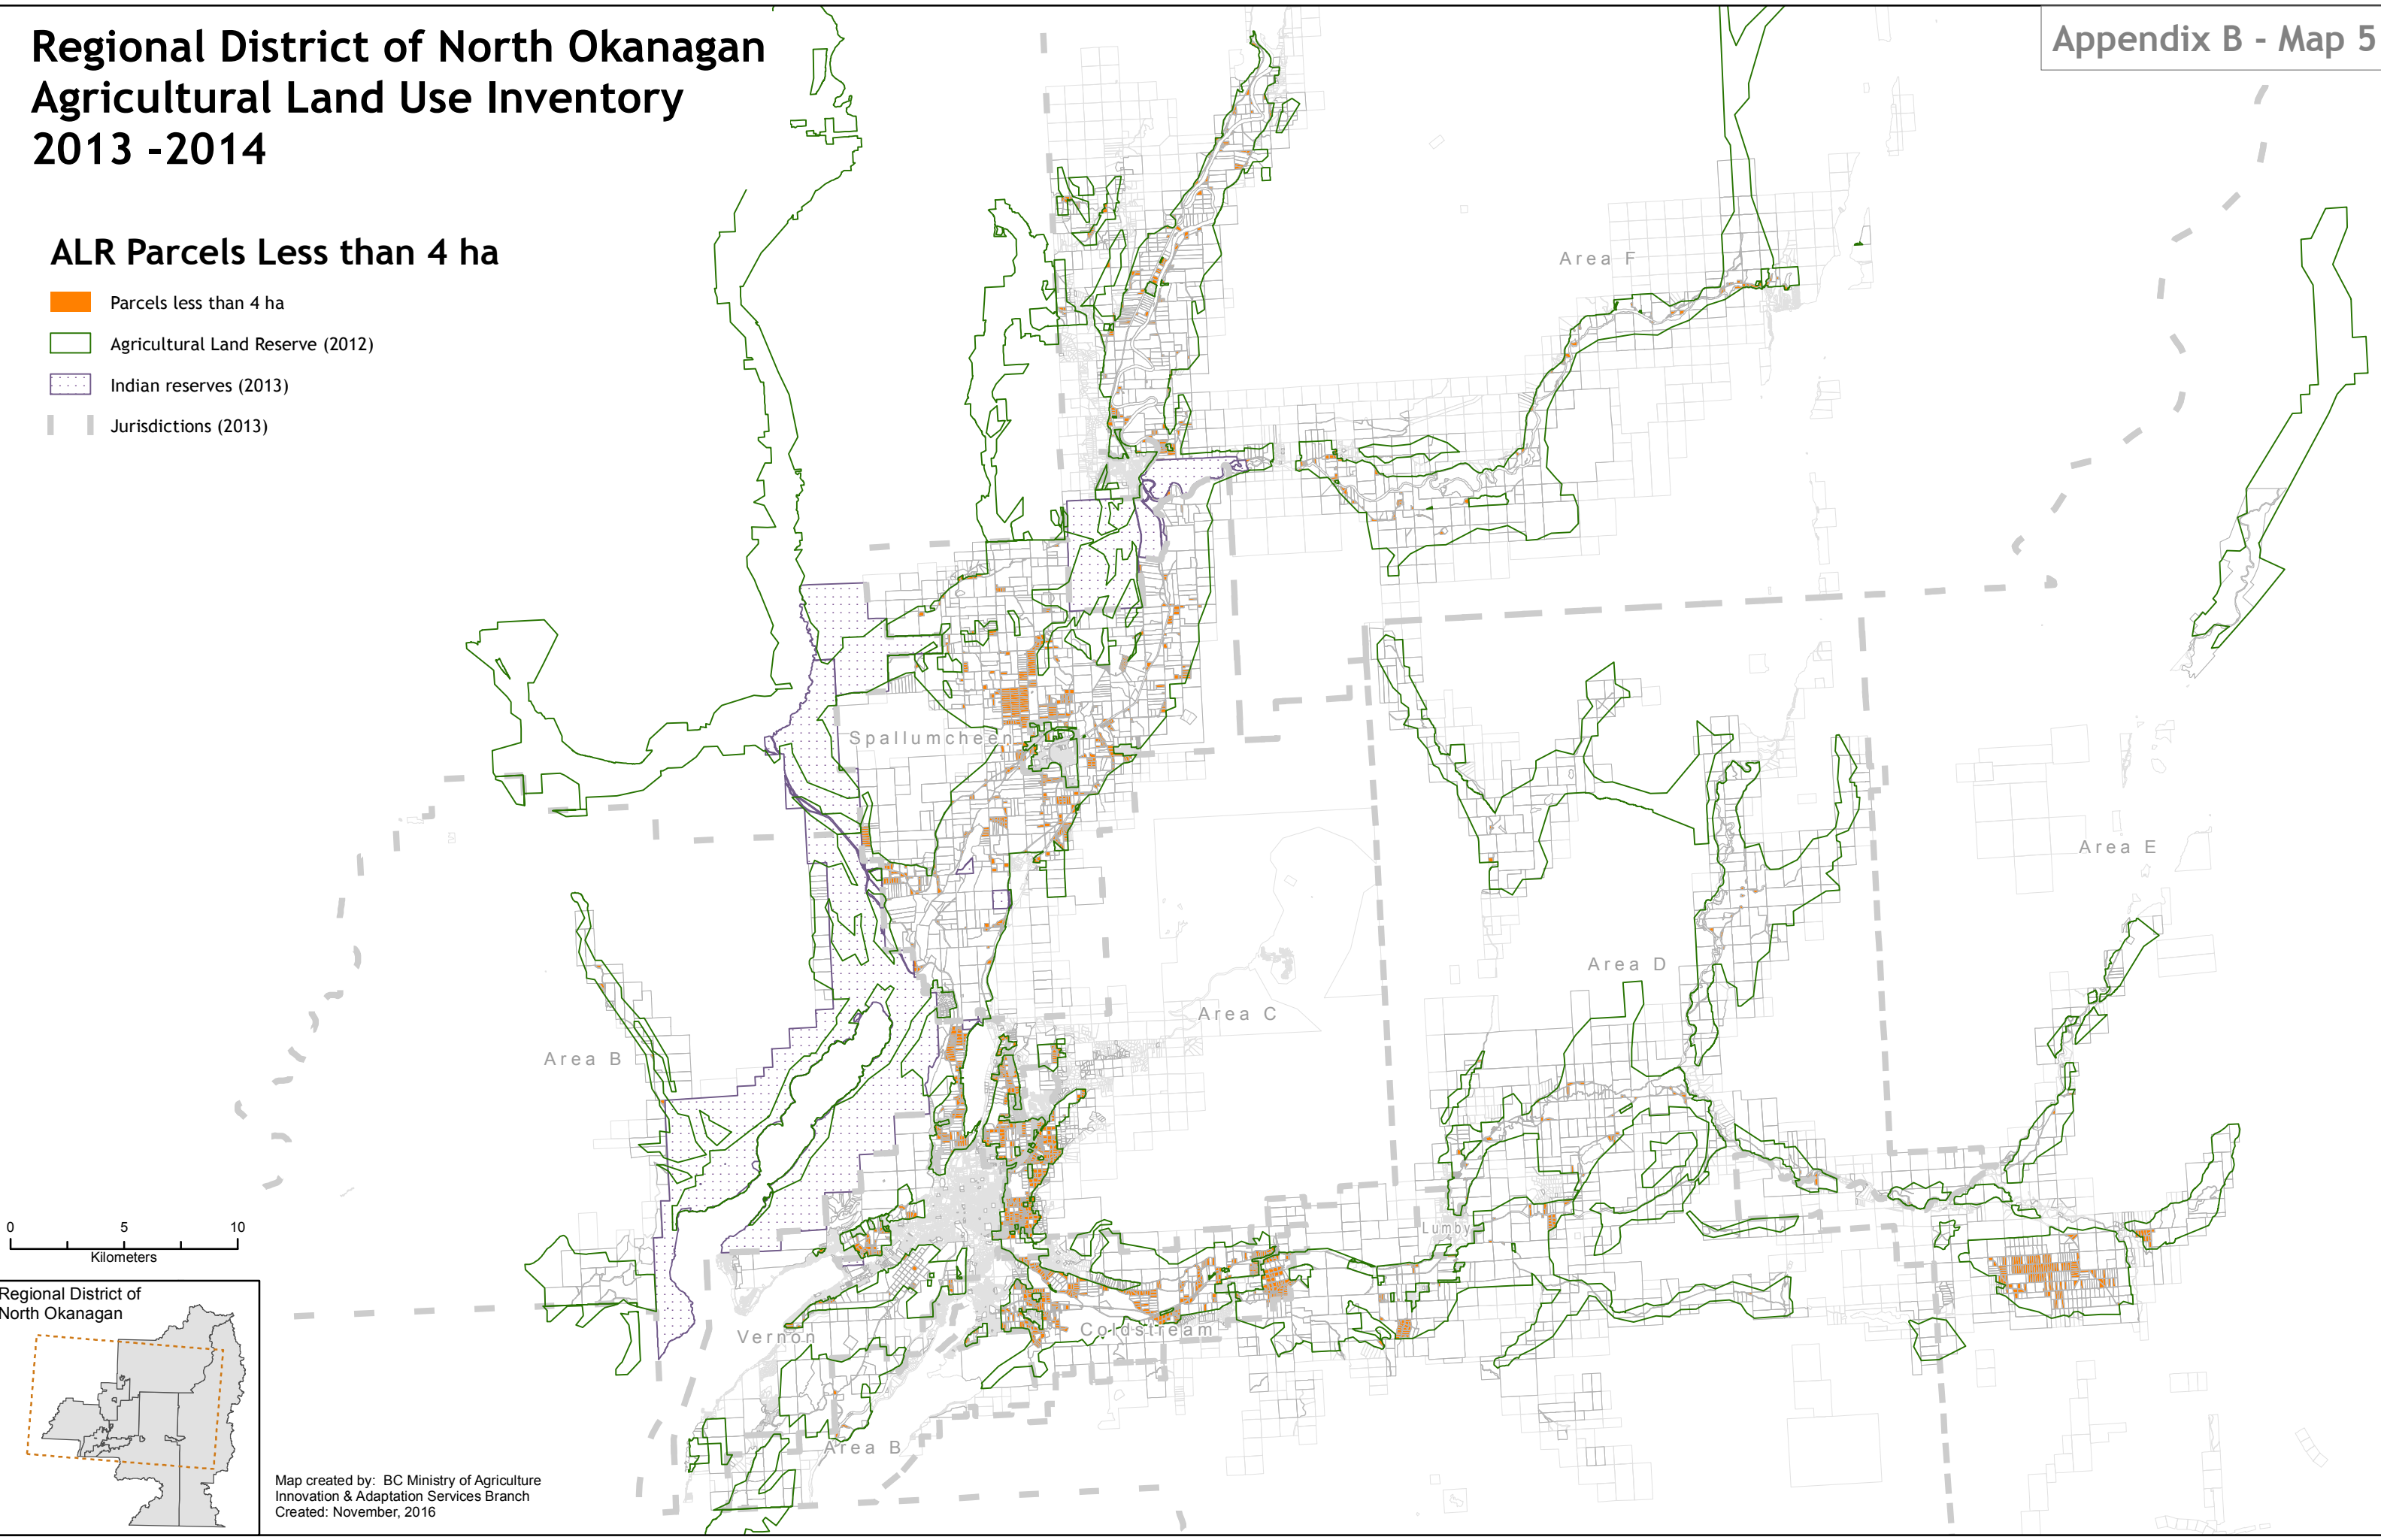 Regional District of North Okanagan
Agricultural Land Use Inventory
2013 -2014
Appendix B - Map 5
ALR Parcels Less than 4 ha
Parcels less than 4 ha
Agricultural Land Reserve (2012)
Indian reserves (2013)
Jurisdictions (2013)
Area F
Spallumcheen
Area E
Area D
Area C
Area B
Lumby
Vernon
Coldstream
Area B
0 5 10
Kilometers
Regional District of
North Okanagan
Map created by: BC Ministry of Agriculture
Innovation & Adaptation Services Branch
Created: November, 2016